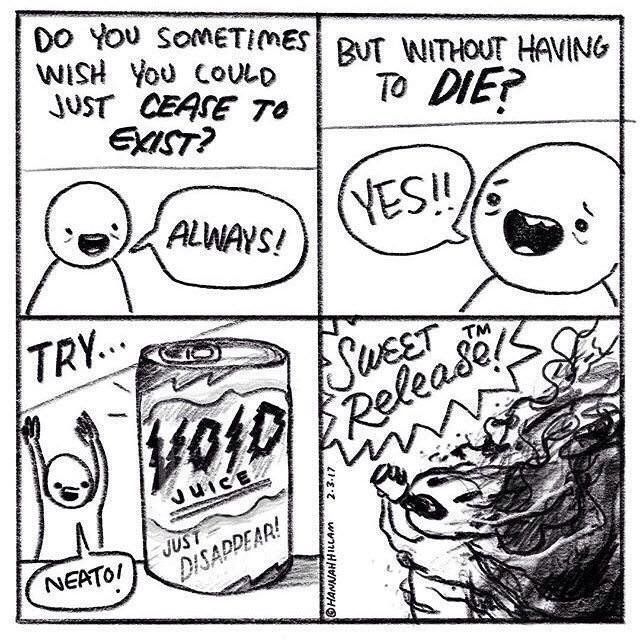 DO YOU SOMETIMES
WISH YOU COULD
JUST CEASE TO
EXIST?
ALWAYS!
BUT WITHOUT HAVING
TO DIE?
YES!!
TRY...
VOID
JUICE
JUST
DISAPPEAR!
NEATO!
SWEET TM
Release!
©HANNAHHILLAM 2.3.17